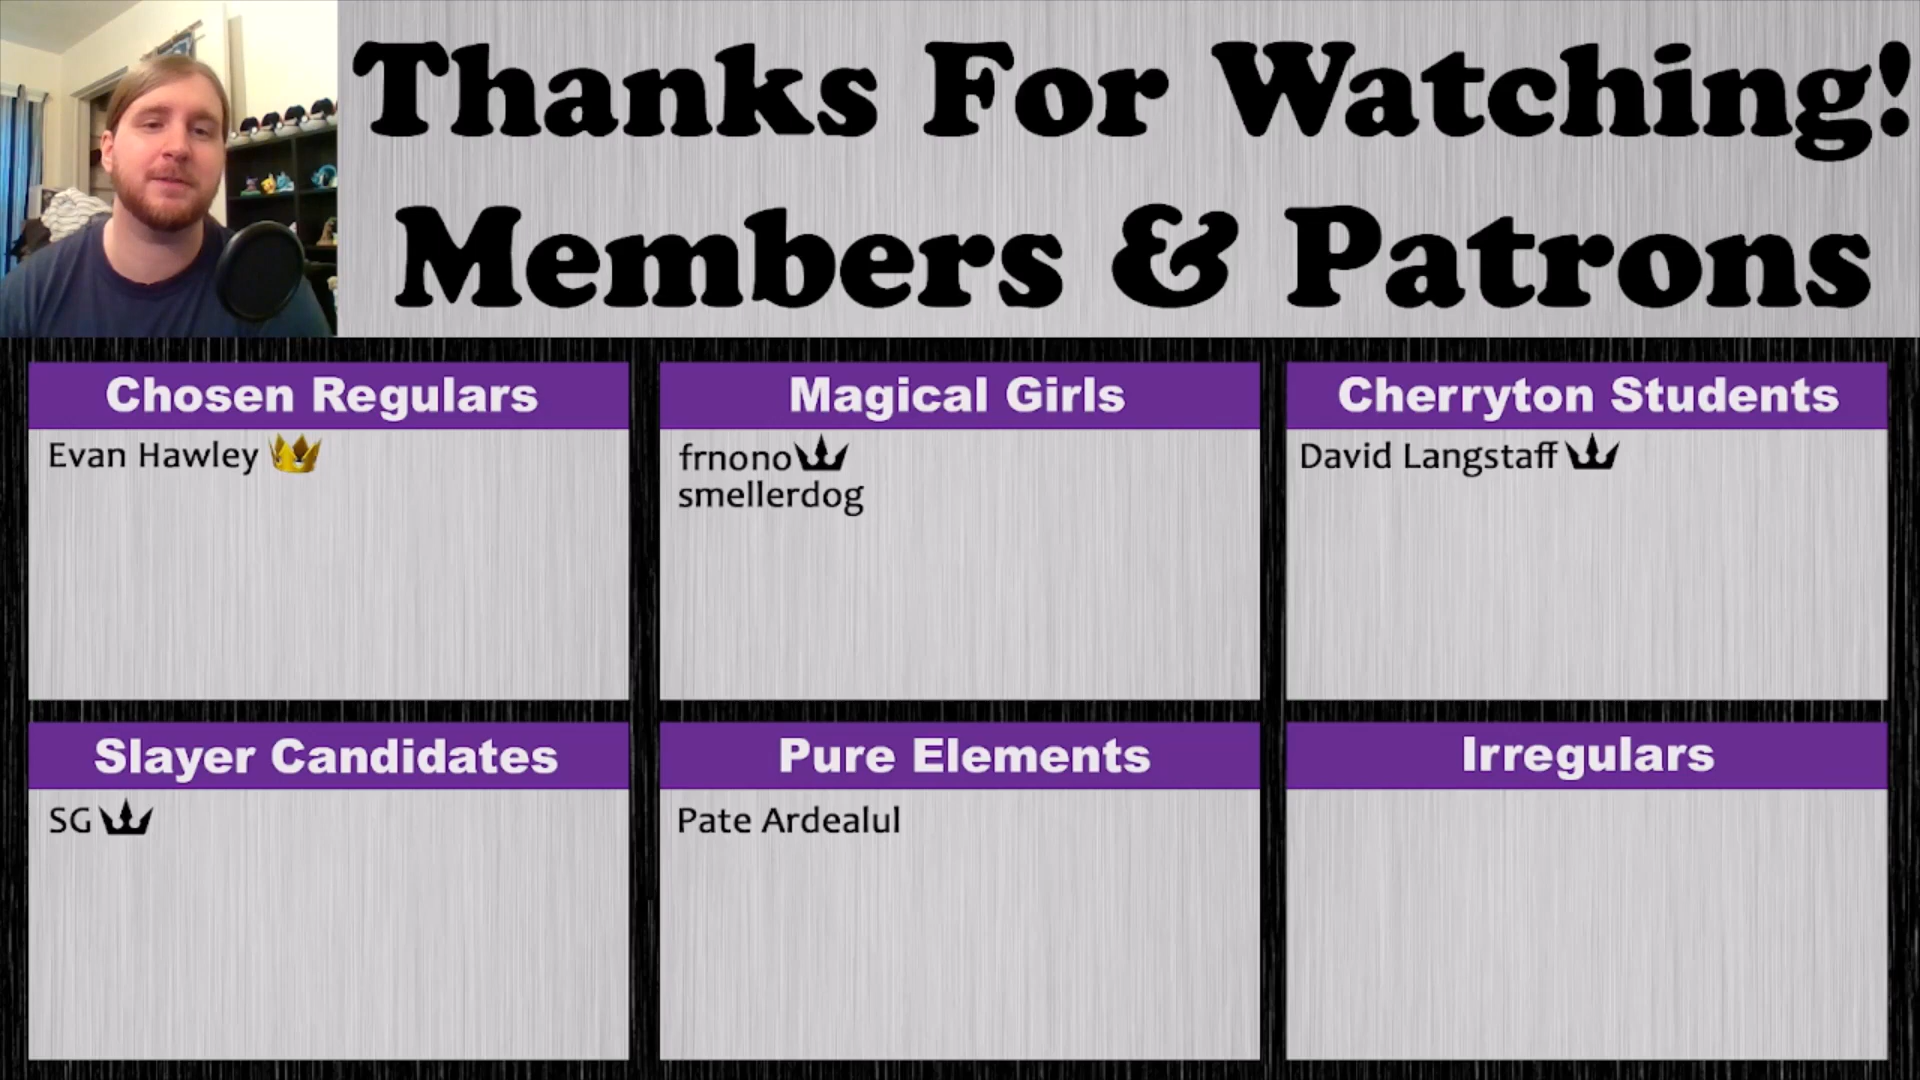 Thanks For Watching!
Members & Patrons
Chosen Regulars
Evan Hawley
Magical Girls
frnono
smellerdog
Cherryton Students
David Langstaff
Slayer Candidates
SG
Pure Elements
Pate Ardealul
Irregulars